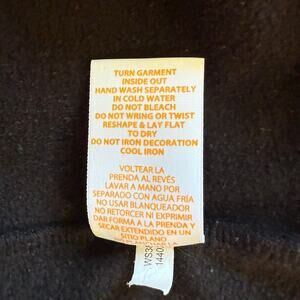 TURN GARMENT
INSIDE OUT
HAND WASH SEPARATELY
IN COLD WATER
DO NOT BLEACH
DO NOT WRING OR TWIST
RESHAPE & LAY FLAT
TO DRY
DO NOT IRON DECORATION
COOL IRON
VOLTEAR LA
PRENDA AL REVÉS
LAVAR A MANO POR
SEPARADO CON AGUA FRÍA
NO USAR BLANQUEADOR
NO RETORCER NI EXPRIMIR
DAR FORMA A LA PRENDA Y
SECAR EXTENDIDO EN UN
SITIO PLANO